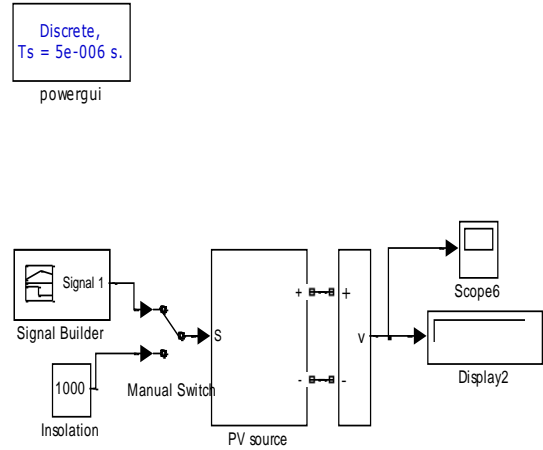 Discrete,
Ts = 5e-006 s.
powergui
Signal 1
Signal Builder
1000
Insolation
Manual Switch
S
+
-
PV source
+
-
v
Scope6
Display2